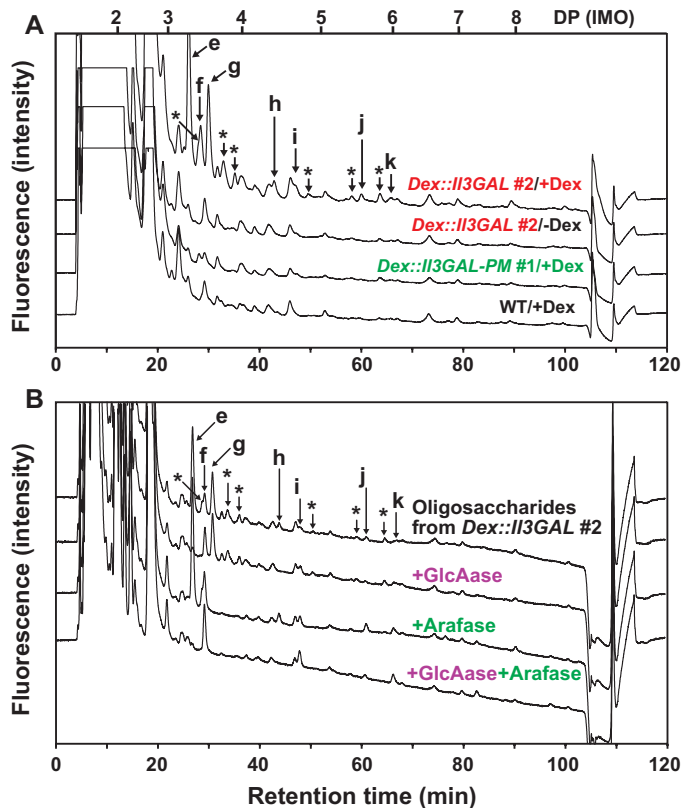 A 2 3 4 5 6 7 8 DP (IMO)
e
f g
* * * h i * j * * k
Dex::Il3GAL #2/+Dex
Dex::Il3GAL #2/-Dex
Dex::Il3GAL-PM #1/+Dex
WT/+Dex
Fluorescence (intensity)
0 20 40 60 80 100 120
B
e
f g
* * * h i * j * * k
Oligosaccharides
from Dex::Il3GAL #2
+GlcAase
+Arafase
+GlcAase+Arafase
Fluorescence (intensity)
0 20 40 60 80 100 120
Retention time (min)